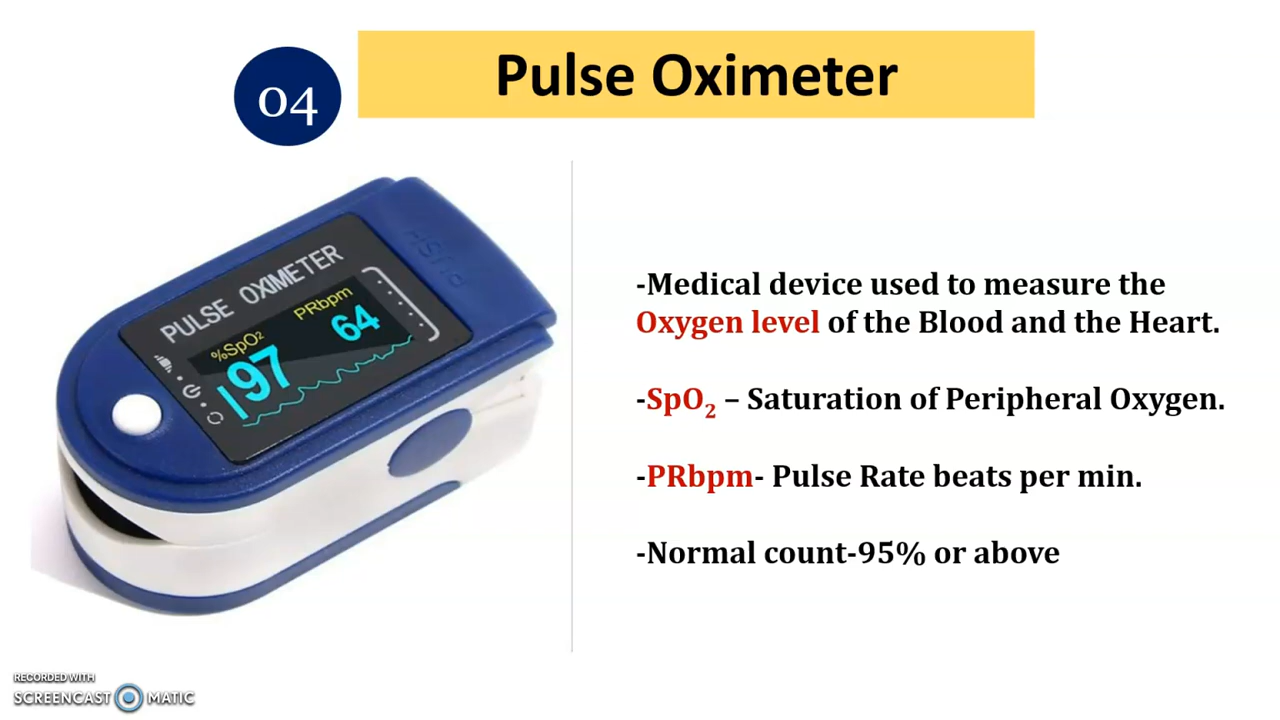 04
Pulse Oximeter
PUSH
PULSE OXIMETER
%SpO2
PRbpm
97
64
-Medical device used to measure the
Oxygen level of the Blood and the Heart.
-SpO₂ – Saturation of Peripheral Oxygen.
-PRbpm- Pulse Rate beats per min.
-Normal count-95% or above
RECORDED WITH
SCREENCAST MATIC